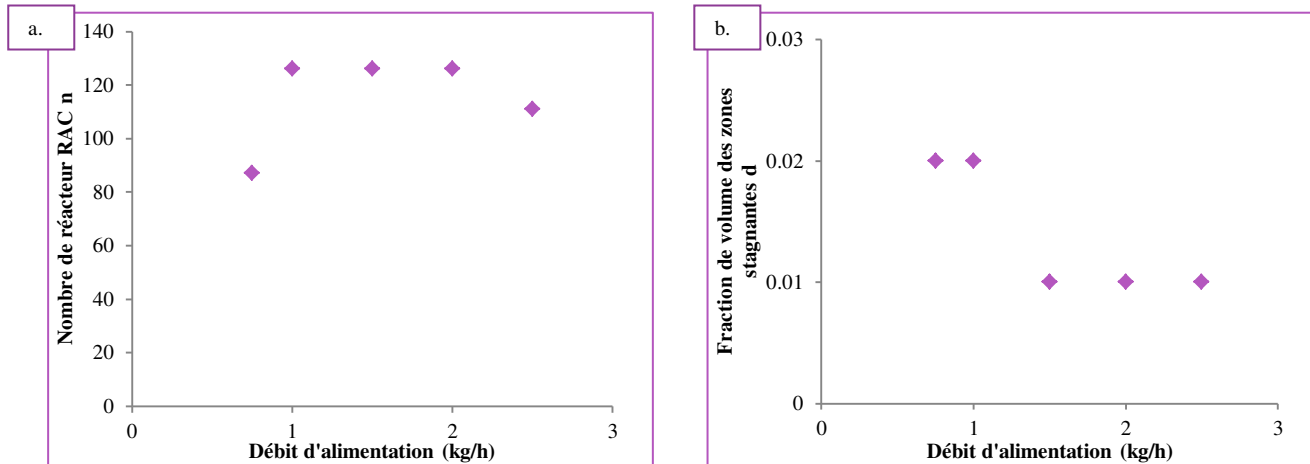 a.
Nombre de réacteur RAC n
140
120
100
80
60
40
20
0
0
1
2
3
Débit d'alimentation (kg/h)
b.
Fraction de volume des zones
stagnantes d
0.03
0.02
0.01
0
0
1
2
3
Débit d'alimentation (kg/h)